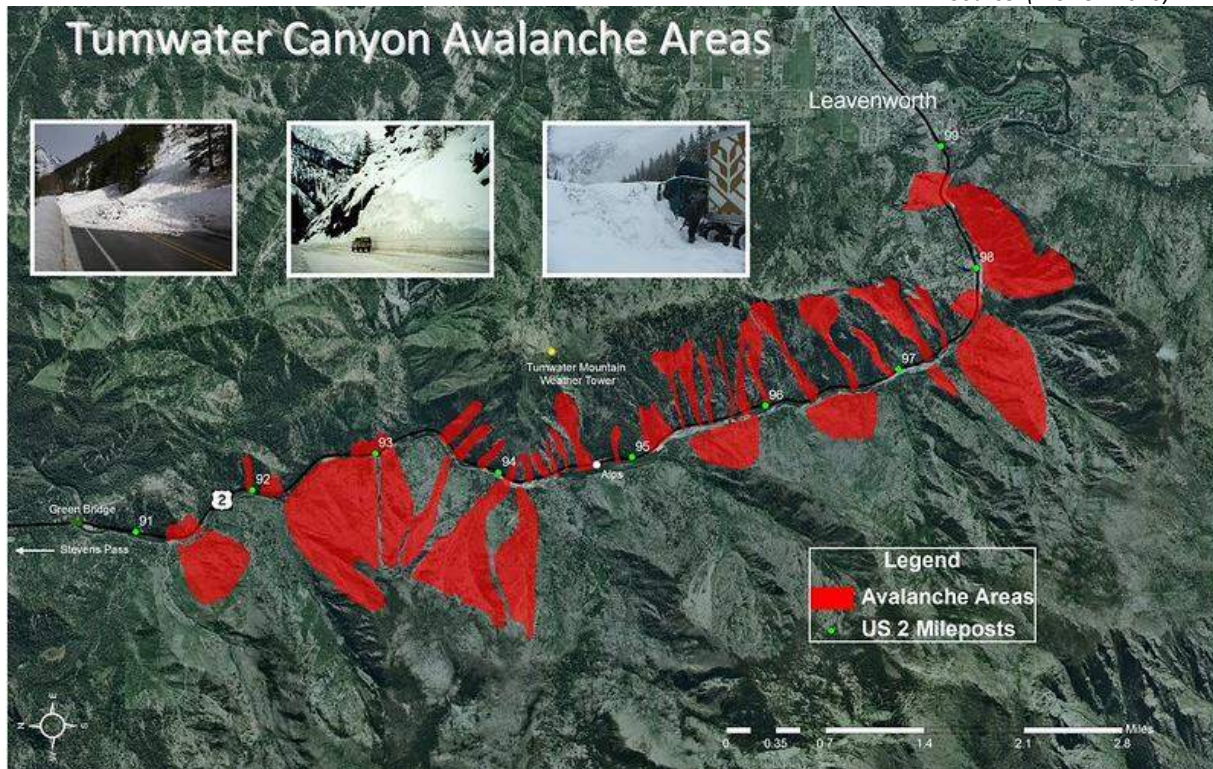 Tumwater Canyon Avalanche Areas
Leavenworth
99
98
97
Tumwater Mountain
Weather Tower
96
95
94
Alps
93
92
2
Green Bridge
91
Stevens Pass
Legend
Avalanche Areas
US 2 Mileposts
N
E
S
W
Miles
0 0.35 0.7 1.4 2.1 2.8